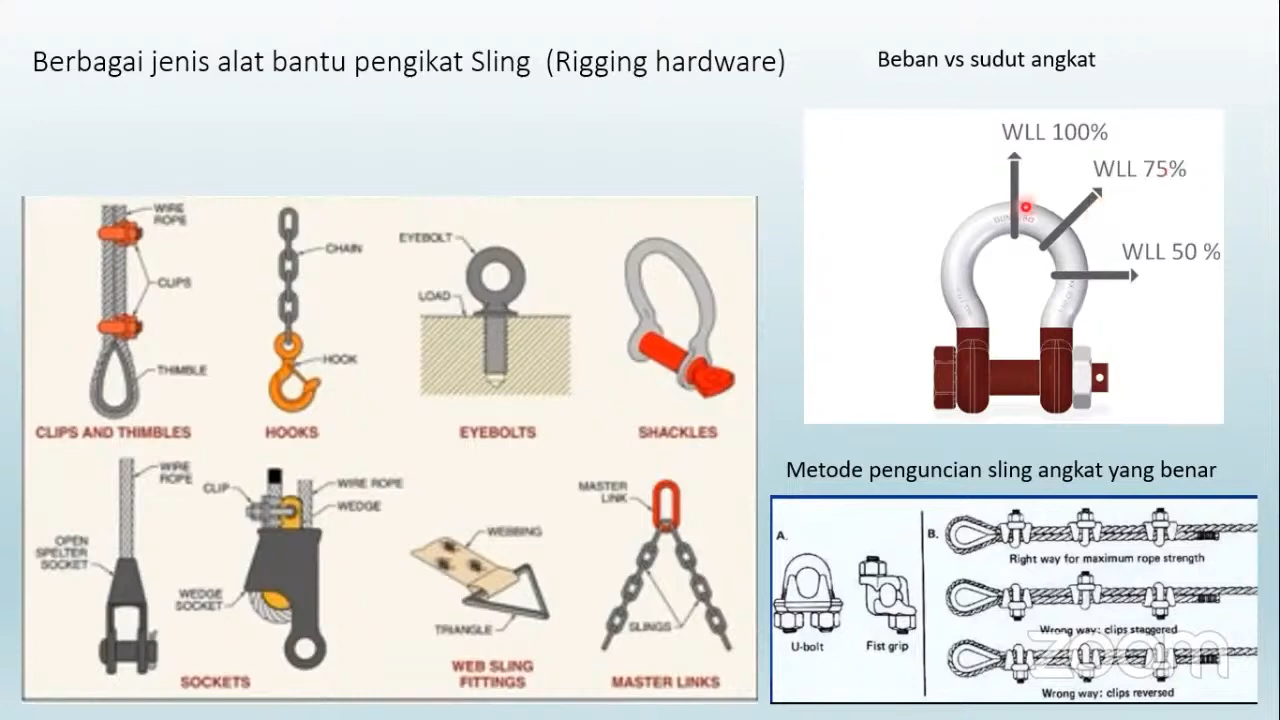 Berbagai jenis alat bantu pengikat Sling (Rigging hardware)
Beban vs sudut angkat
WLL 100%
WLL 75%
WLL 50 %
WIRE
ROPE
CLIPS
THIMBLE
CLIPS AND THIMBLES
CHAIN
HOOK
HOOKS
EYEBOLT
LOAD
EYEBOLTS
SHACKLES
WIRE
ROPE
OPEN
SPELTER
SOCKET
CLIP
WIRE ROPE
WEDGE
WEDGE
SOCKET
SOCKETS
WEBBING
TRIANGLE
WEB SLING
FITTINGS
MASTER
LINK
SLINGS
MASTER LINKS
Metode penguncian sling angkat yang benar
A.
U-bolt
Fist grip
B.
Right way for maximum rope strength
Wrong way: clips staggered
Wrong way: clips reversed
zoom